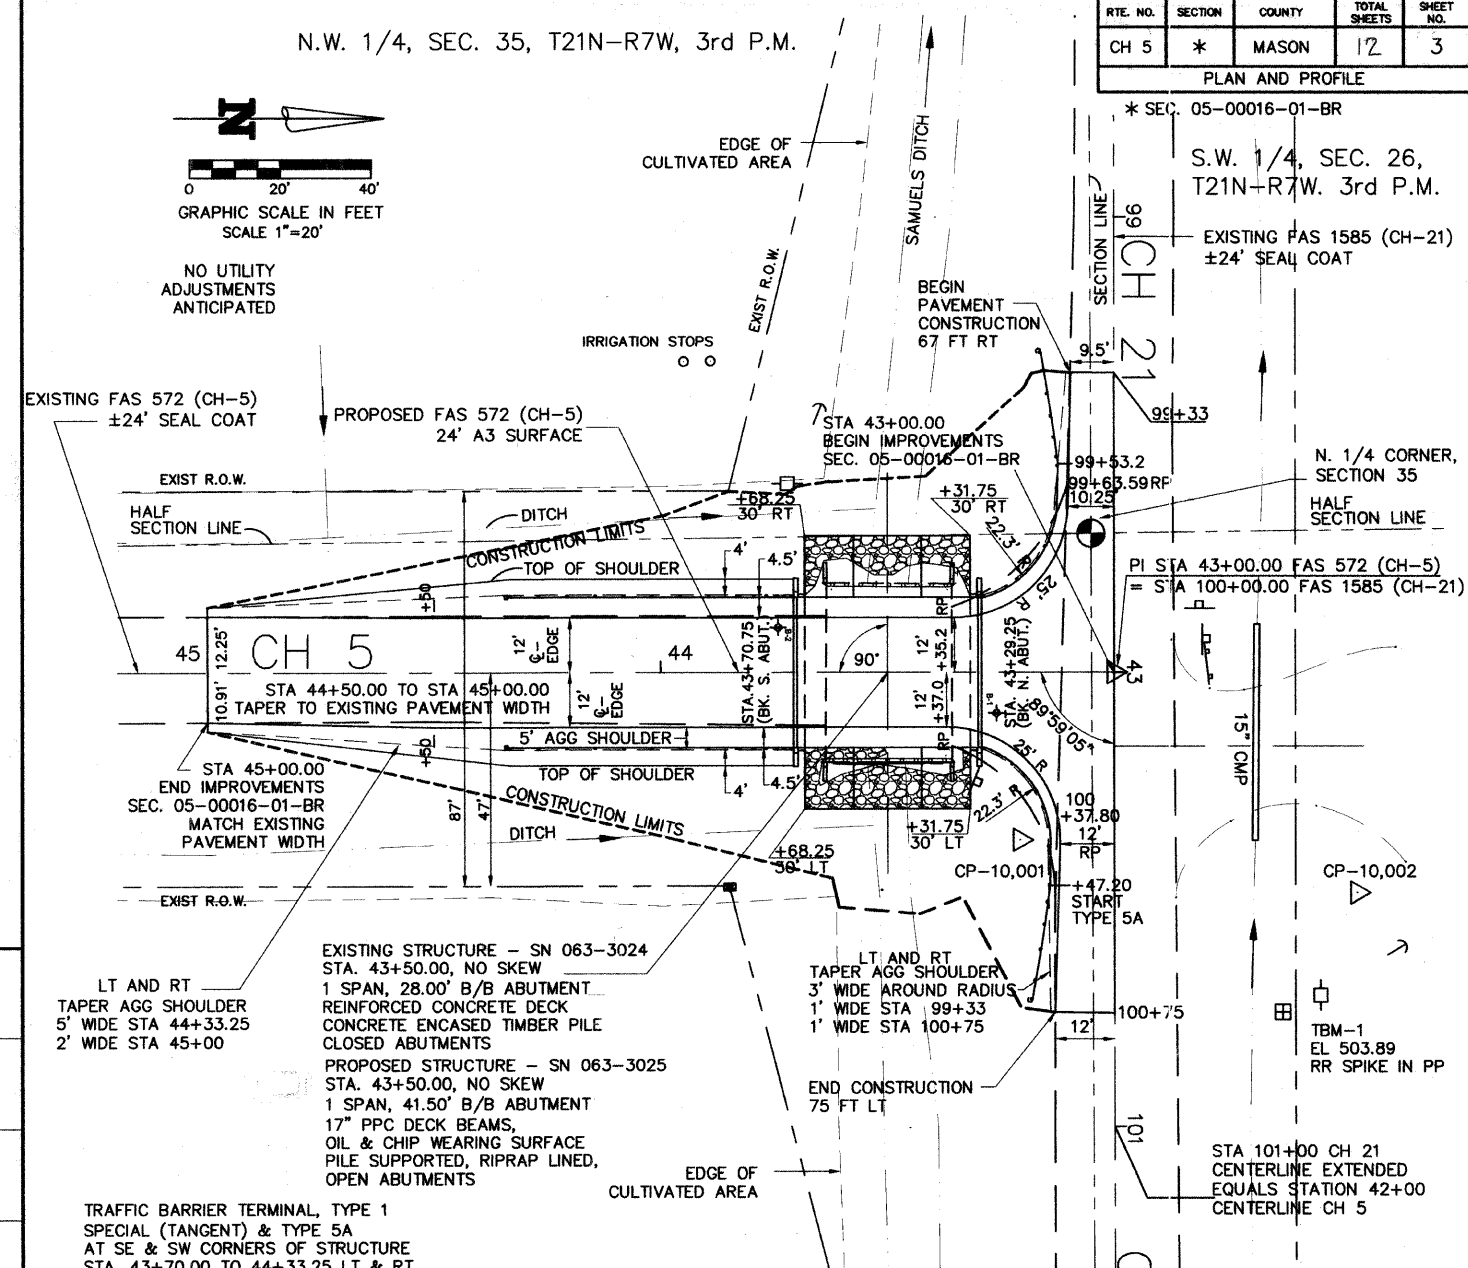 N.W. 1/4, SEC. 35, T21N-R7W, 3rd P.M.
RTE. NO.
SECTION
COUNTY
TOTAL SHEETS
SHEET NO.
CH 5
*
MASON
12
3
PLAN AND PROFILE
* SEC. 05-00016-01-BR
S.W. 1/4, SEC. 26,
T21N-R7W. 3rd P.M.
N
0 20' 40'
GRAPHIC SCALE IN FEET
SCALE 1"=20'
NO UTILITY
ADJUSTMENTS
ANTICIPATED
EDGE OF
CULTIVATED AREA
SAMUELS DITCH
EXIST R.O.W.
SECTION LINE
99
CH 21
EXISTING FAS 1585 (CH-21)
±24' SEAL COAT
BEGIN
PAVEMENT
CONSTRUCTION
67 FT RT
IRRIGATION STOPS
9.5'
99+33
EXISTING FAS 572 (CH-5)
±24' SEAL COAT
PROPOSED FAS 572 (CH-5)
24' A3 SURFACE
STA 43+00.00
BEGIN IMPROVEMENTS
SEC. 05-00016-01-BR
99+53.2
99+63.59 RP
10.25
N. 1/4 CORNER,
SECTION 35
HALF
SECTION LINE
EXIST R.O.W.
HALF
SECTION LINE
DITCH
CONSTRUCTION LIMITS
TOP OF SHOULDER
+68.25
30' RT
+31.75
30' RT
22.3' R
25' R
4'
4.5'
+50
PI STA 43+00.00 FAS 572 (CH-5)
= STA 100+00.00 FAS 1585 (CH-21)
45
12.25'
10.91'
CH 5
12'
℄-EDGE
44
STA.43+70.75
(BK. S. ABUT.)
B-2
90°
RP
12'
+35.2
12'
+37.0
RP
STA. 43+29.25
(BK. N. ABUT.)
B-1
43
89°59'05"
15" CMP
STA 44+50.00 TO STA 45+00.00
TAPER TO EXISTING PAVEMENT WIDTH
12'
℄-EDGE
5' AGG SHOULDER
+50
TOP OF SHOULDER
4'
4.5'
25' R
22.3' R
STA 45+00.00
END IMPROVEMENTS
SEC. 05-00016-01-BR
MATCH EXISTING
PAVEMENT WIDTH
87'
47'
CONSTRUCTION LIMITS
DITCH
+68.25
30' LT
+31.75
30' LT
100
+37.80
12'
RP
CP-10,001
CP-10,002
+47.20
START
TYPE 5A
EXIST R.O.W.
LT AND RT
TAPER AGG SHOULDER
5' WIDE STA 44+33.25
2' WIDE STA 45+00
EXISTING STRUCTURE - SN 063-3024
STA. 43+50.00, NO SKEW
1 SPAN, 28.00' B/B ABUTMENT
REINFORCED CONCRETE DECK
CONCRETE ENCASED TIMBER PILE
CLOSED ABUTMENTS
PROPOSED STRUCTURE - SN 063-3025
STA. 43+50.00, NO SKEW
1 SPAN, 41.50' B/B ABUTMENT
17" PPC DECK BEAMS,
OIL & CHIP WEARING SURFACE
PILE SUPPORTED, RIPRAP LINED,
OPEN ABUTMENTS
LT AND RT
TAPER AGG SHOULDER
3' WIDE AROUND RADIUS
1' WIDE STA 99+33
1' WIDE STA 100+75
100+75
12'
END CONSTRUCTION
75 FT LT
TBM-1
EL 503.89
RR SPIKE IN PP
101
STA 101+00 CH 21
CENTERLINE EXTENDED
EQUALS STATION 42+00
CENTERLINE CH 5
EDGE OF
CULTIVATED AREA
TRAFFIC BARRIER TERMINAL, TYPE 1
SPECIAL (TANGENT) & TYPE 5A
AT SE & SW CORNERS OF STRUCTURE
STA. 43+70.00 TO 44+33.25 LT & RT